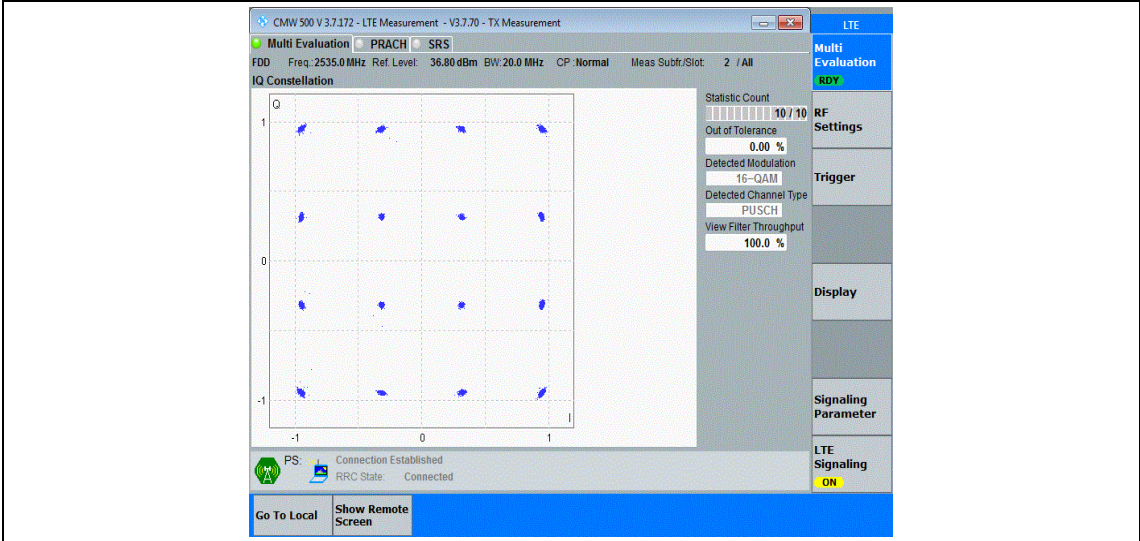 CMW 500 V 3.7.172 - LTE Measurement - V3.7.70 - TX Measurement
LTE
Multi Evaluation PRACH SRS
FDD Freq.:2535.0 MHz Ref. Level: 36.80 dBm BW:20.0 MHz CP :Normal Meas Subfr./Slot: 2 / All
IQ Constellation
Q
1
0
-1
-1 0 1
I
Statistic Count
10 / 10
Out of Tolerance
0.00 %
Detected Modulation
16-QAM
Detected Channel Type
PUSCH
View Filter Throughput
100.0 %
Multi
Evaluation
RDY
RF
Settings
Trigger
Display
Signaling
Parameter
LTE
Signaling
ON
PS: Connection Established
RRC State: Connected
Go To Local
Show Remote
Screen